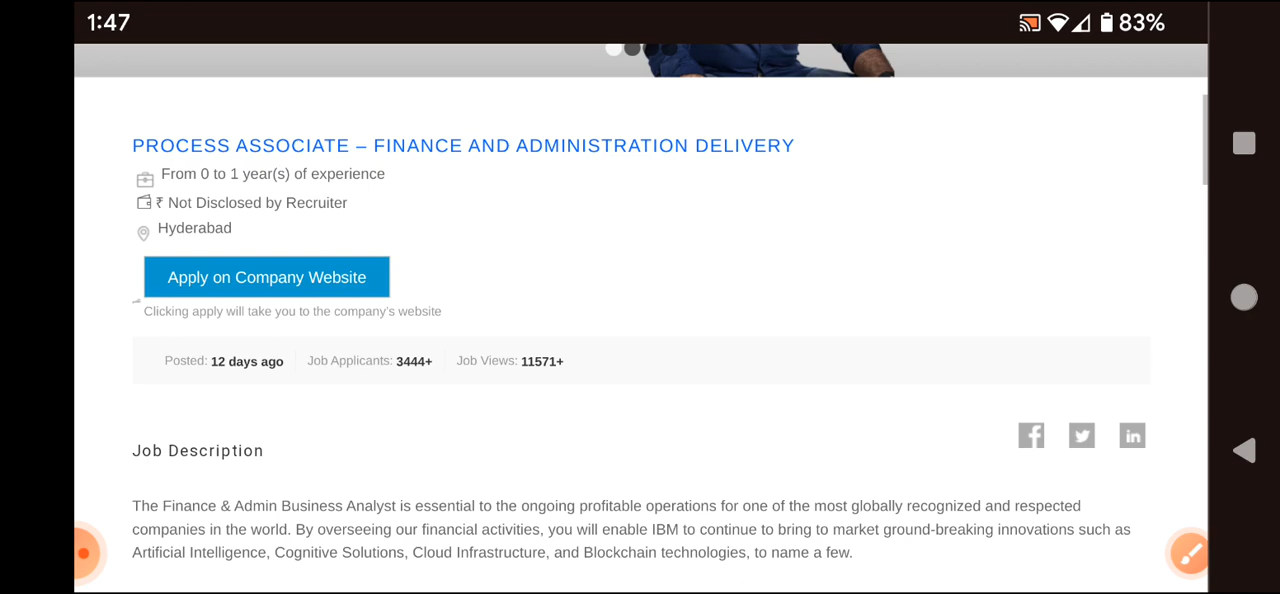 1:47
83%
PROCESS ASSOCIATE – FINANCE AND ADMINISTRATION DELIVERY
From 0 to 1 year(s) of experience
₹ Not Disclosed by Recruiter
Hyderabad
Apply on Company Website
Clicking apply will take you to the company's website
Posted: 12 days ago Job Applicants: 3444+ Job Views: 11571+
Job Description
The Finance & Admin Business Analyst is essential to the ongoing profitable operations for one of the most globally recognized and respected
companies in the world. By overseeing our financial activities, you will enable IBM to continue to bring to market ground-breaking innovations such as
Artificial Intelligence, Cognitive Solutions, Cloud Infrastructure, and Blockchain technologies, to name a few.